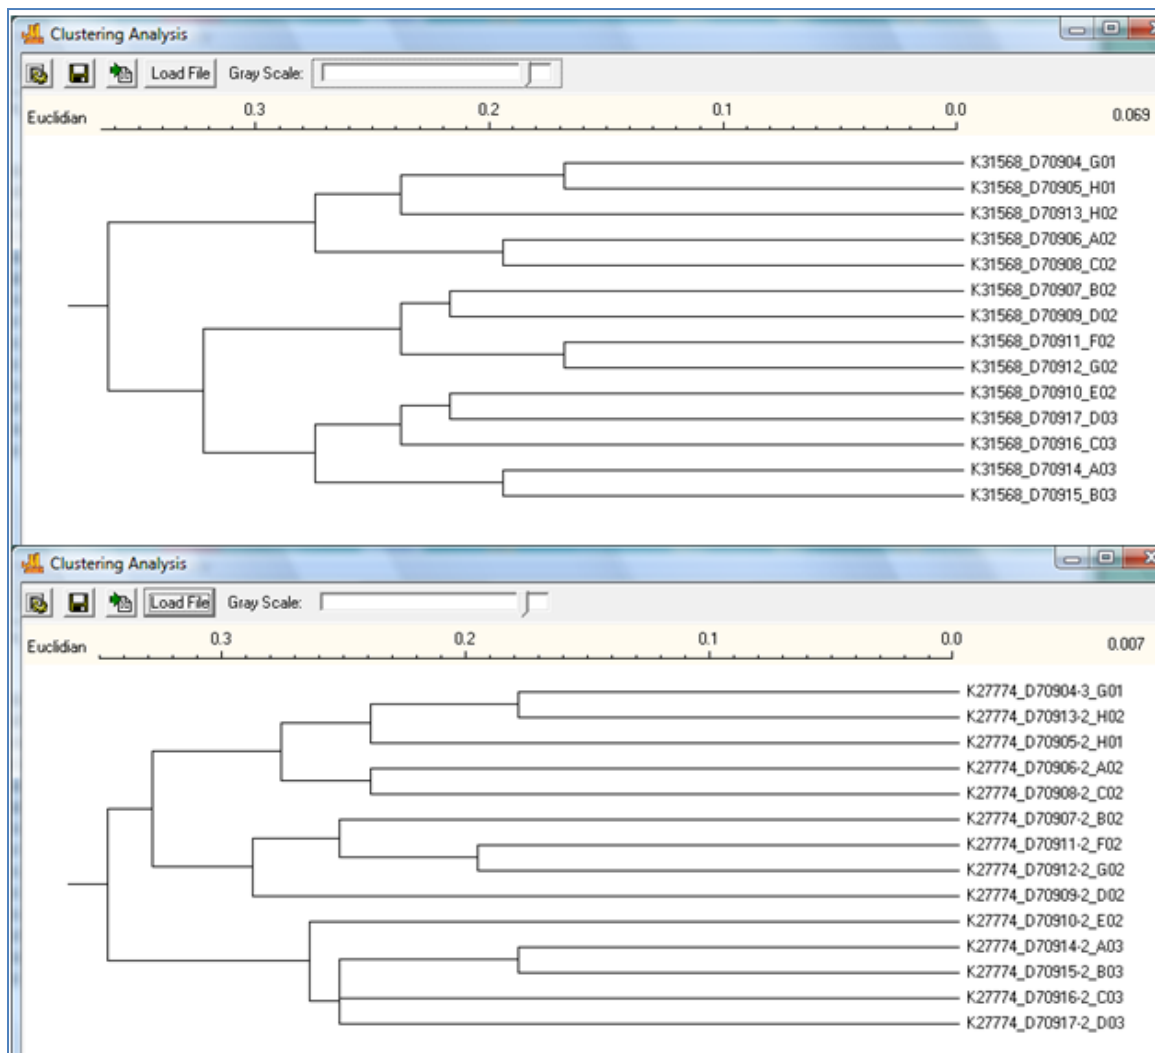 Clustering Analysis
Load File Gray Scale:
Euclidian 0.3 0.2 0.1 0.0 0.069
K31568_D70904_G01
K31568_D70905_H01
K31568_D70913_H02
K31568_D70906_A02
K31568_D70908_C02
K31568_D70907_B02
K31568_D70909_D02
K31568_D70911_F02
K31568_D70912_G02
K31568_D70910_E02
K31568_D70917_D03
K31568_D70916_C03
K31568_D70914_A03
K31568_D70915_B03
Clustering Analysis
Load File Gray Scale:
Euclidian 0.3 0.2 0.1 0.0 0.007
K27774_D70904-3_G01
K27774_D70913-2_H02
K27774_D70905-2_H01
K27774_D70906-2_A02
K27774_D70908-2_C02
K27774_D70907-2_B02
K27774_D70911-2_F02
K27774_D70912-2_G02
K27774_D70909-2_D02
K27774_D70910-2_E02
K27774_D70914-2_A03
K27774_D70915-2_B03
K27774_D70916-2_C03
K27774_D70917-2_D03